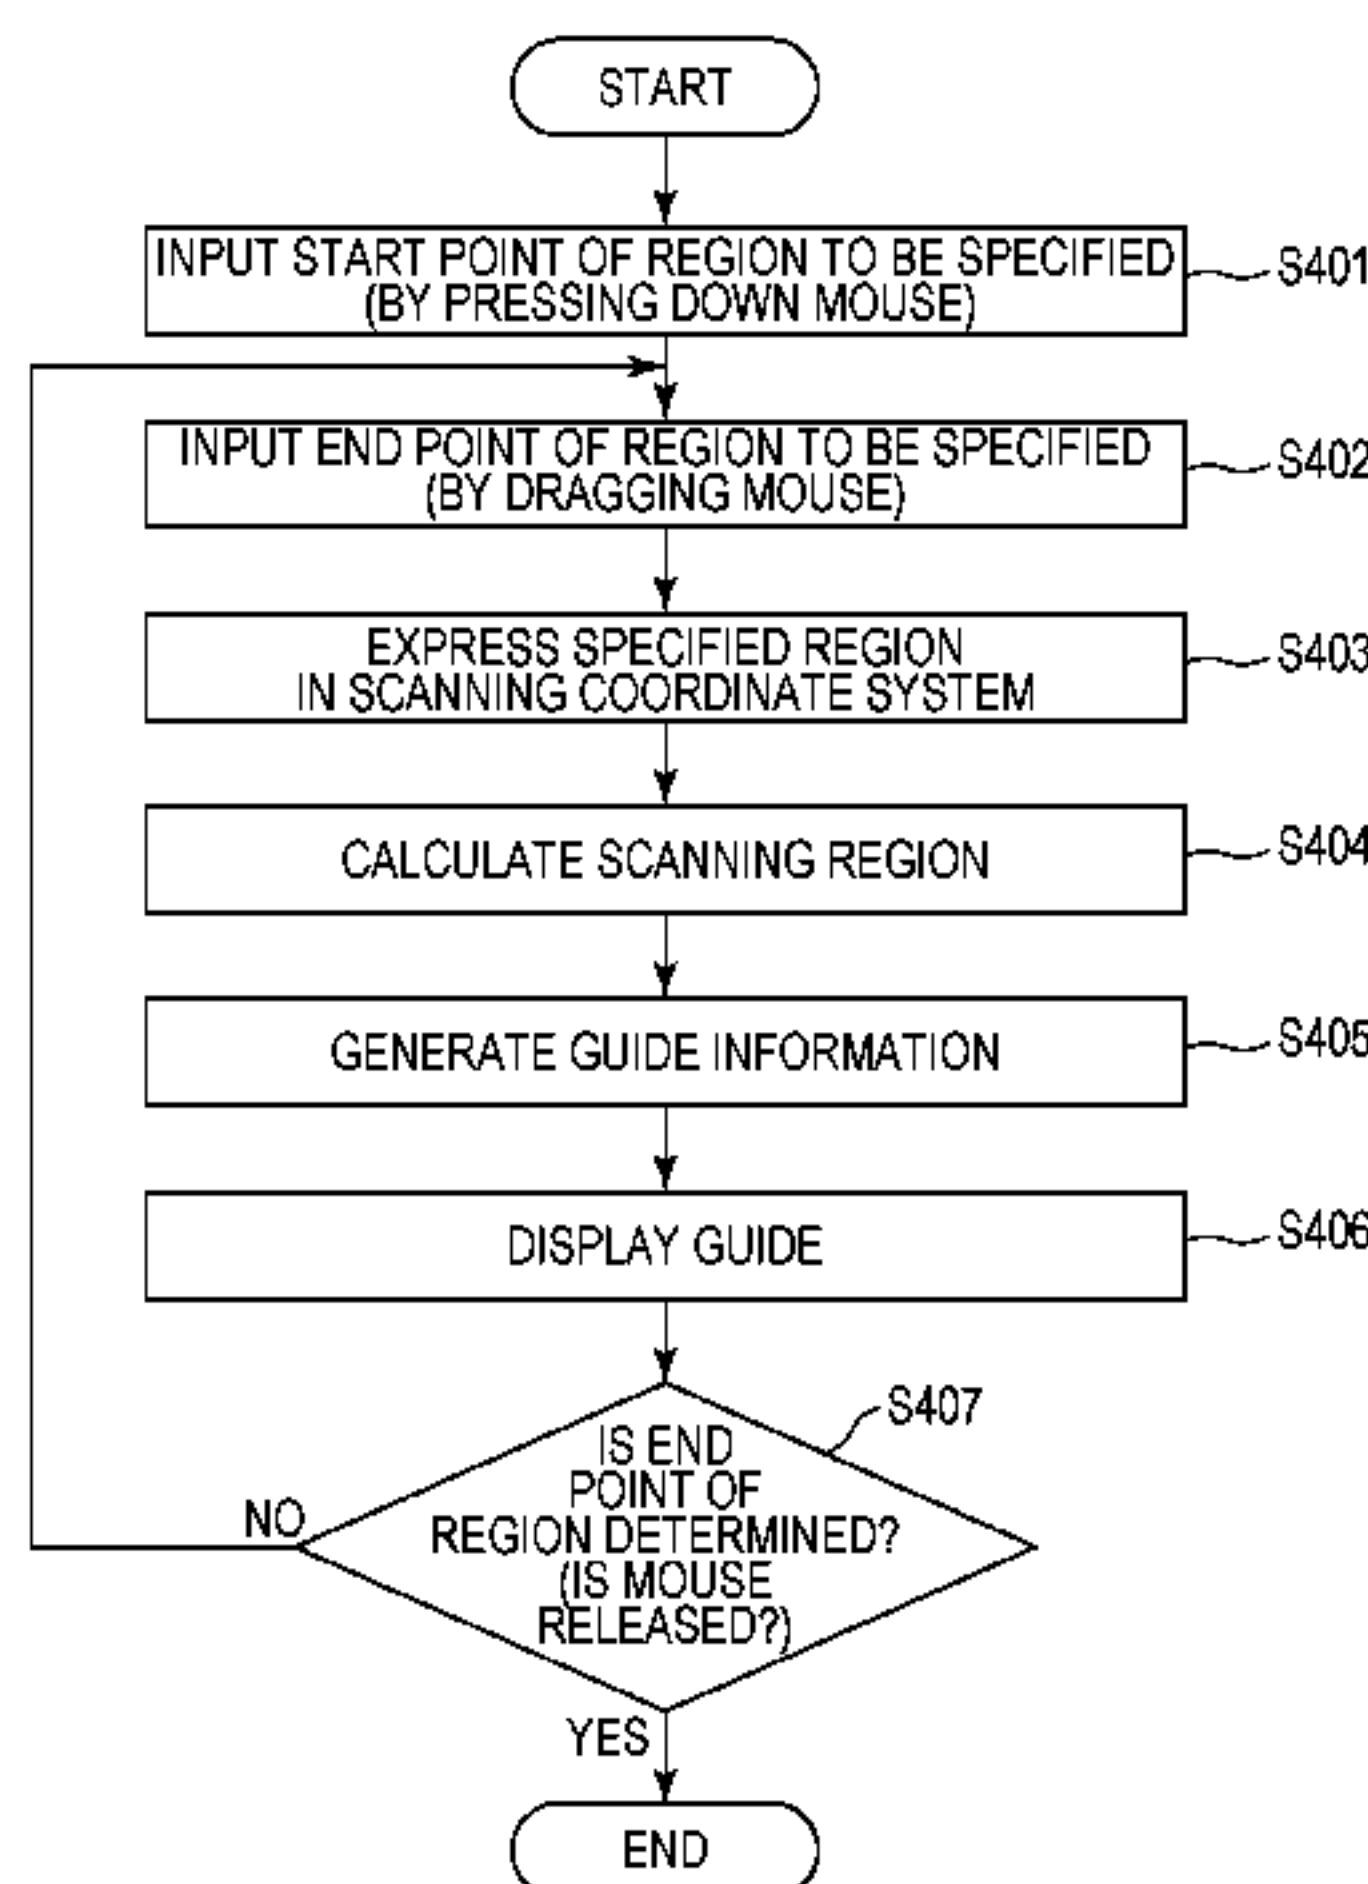 START
INPUT START POINT OF REGION TO BE SPECIFIED
(BY PRESSING DOWN MOUSE)
S401
INPUT END POINT OF REGION TO BE SPECIFIED
(BY DRAGGING MOUSE)
S402
EXPRESS SPECIFIED REGION
IN SCANNING COORDINATE SYSTEM
S403
CALCULATE SCANNING REGION
S404
GENERATE GUIDE INFORMATION
S405
DISPLAY GUIDE
S406
S407
IS END
POINT OF
REGION DETERMINED?
(IS MOUSE
RELEASED?)
NO
YES
END